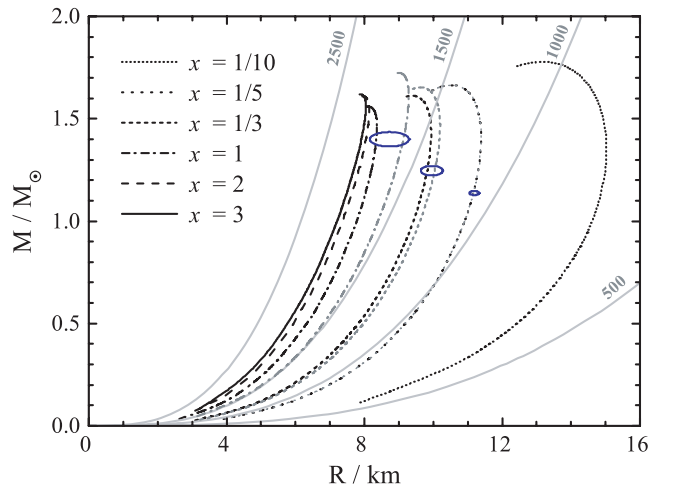 2.0
2500
1500
1000
x = 1/10
x = 1/5
x = 1/3
x = 1
x = 2
x = 3
1.5
1.0
M / M☉
500
0.5
0.0
0 4 8 12 16
R / km